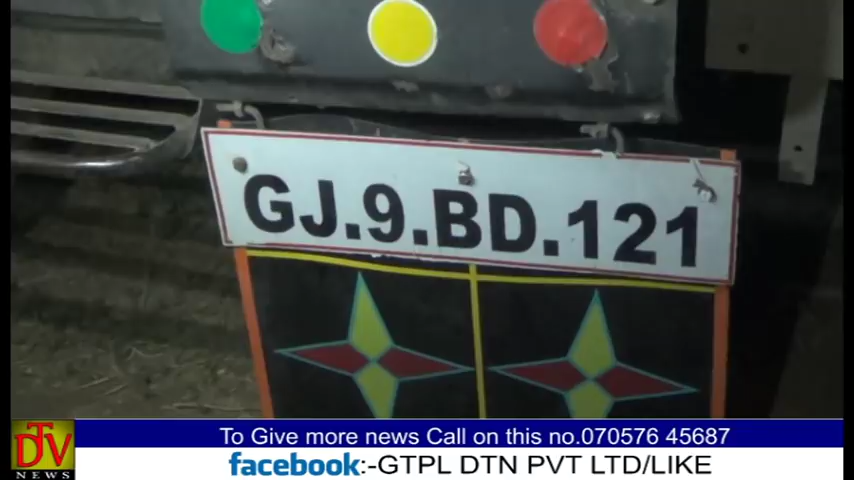 GJ.9.BD.121
To Give more news Call on this no.070576 45687
DTV
NEWS
facebook:-GTPL DTN PVT LTD/LIKE